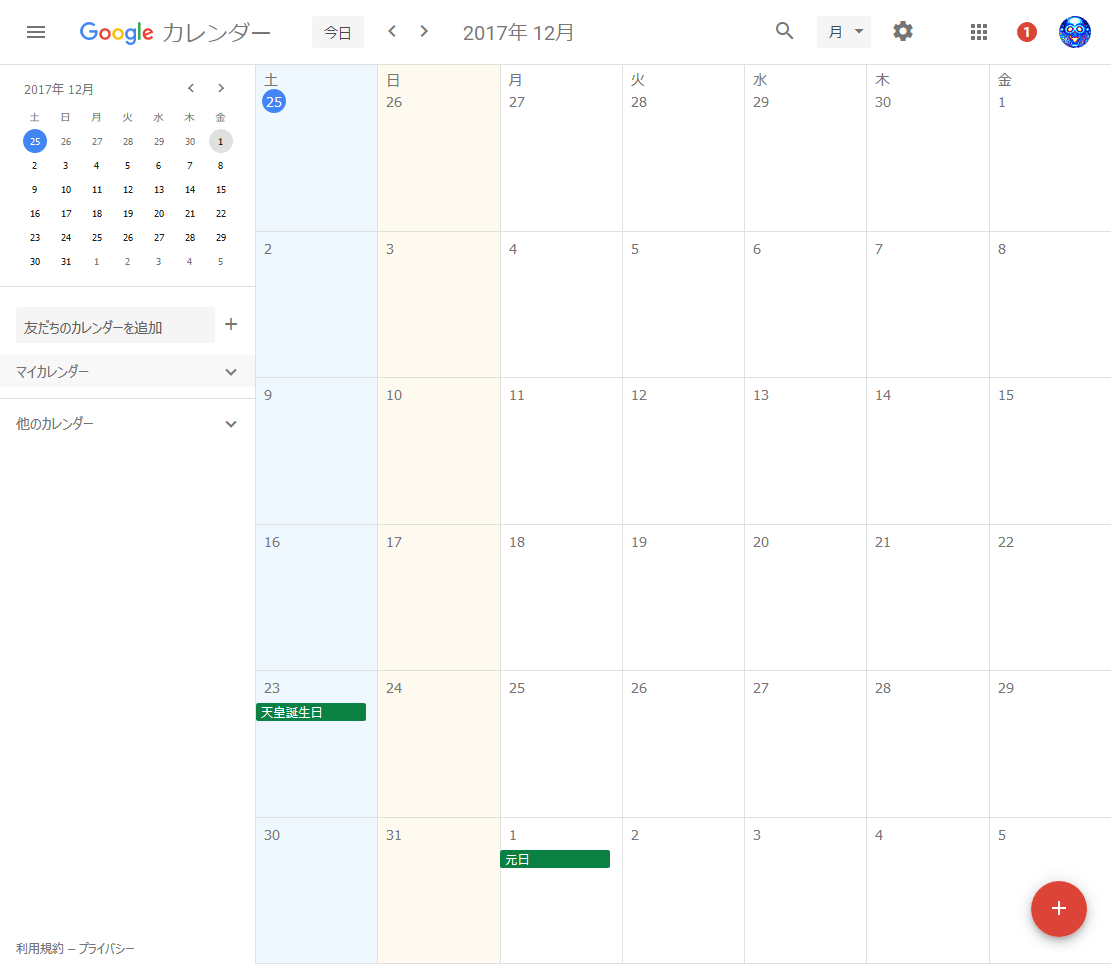 Google カレンダー 今日 2017年 12月 月 1
2017年 12月
土 日 月 火 水 木 金
25 26 27 28 29 30 1
2 3 4 5 6 7 8
9 10 11 12 13 14 15
16 17 18 19 20 21 22
23 24 25 26 27 28 29
30 31 1 2 3 4 5
友だちのカレンダーを追加
マイカレンダー
他のカレンダー
利用規約 – プライバシー
土 日 月 火 水 木 金
25 26 27 28 29 30 1
2 3 4 5 6 7 8
9 10 11 12 13 14 15
16 17 18 19 20 21 22
23 24 25 26 27 28 29
天皇誕生日
30 31 1 2 3 4 5
元日